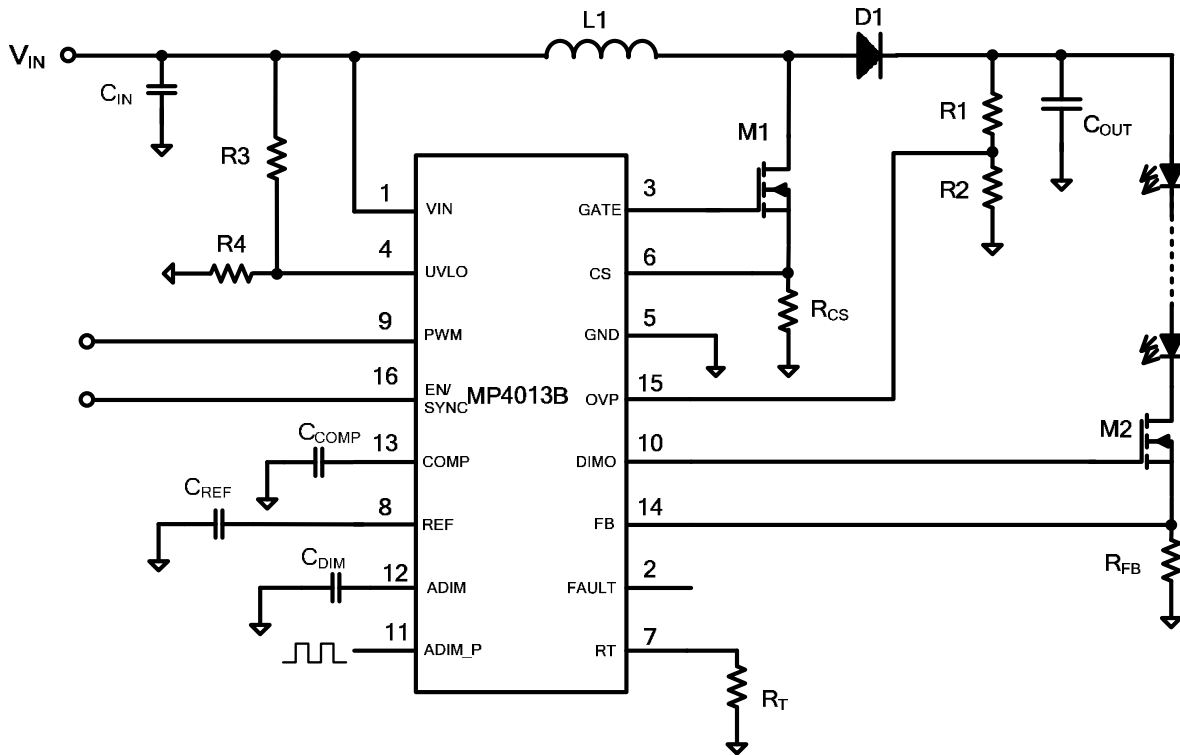 L1
D1
VIN
CIN
R3
M1
R1
COUT
R2
1
VIN
3
GATE
R4
4
UVLO
6
CS
RCS
9
PWM
5
GND
16
EN/
SYNC
MP4013B
15
OVP
CCOMP
13
COMP
10
DIMO
M2
CREF
8
REF
14
FB
CDIM
12
ADIM
2
FAULT
RFB
11
ADIM_P
7
RT
RT